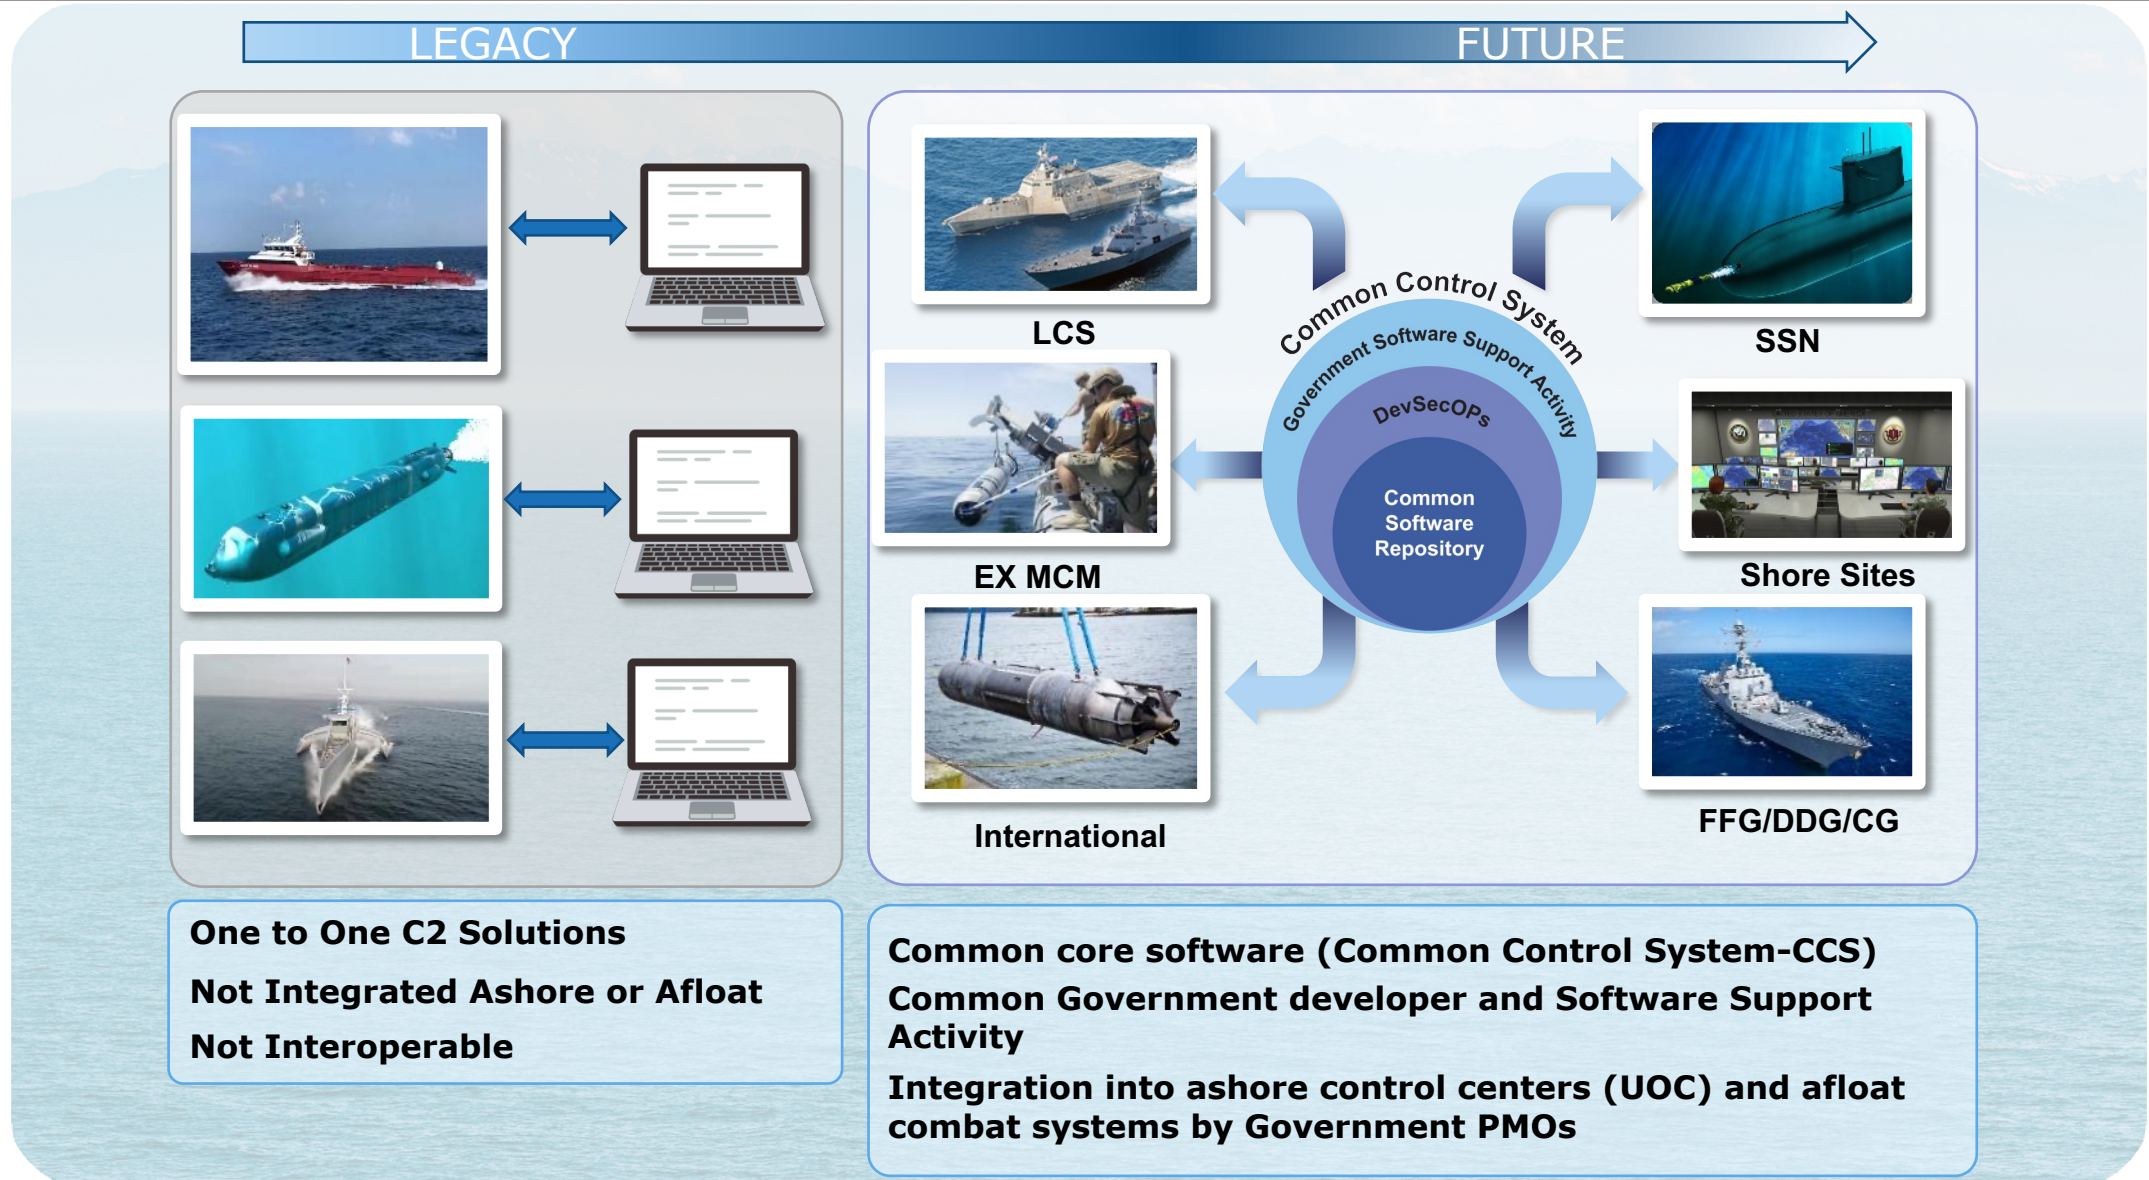 LEGACY
FUTURE
LCS
EX MCM
International
Common Control System
Government Software Support Activity
DevSecOPs
Common
Software
Repository
SSN
Shore Sites
FFG/DDG/CG
One to One C2 Solutions
Not Integrated Ashore or Afloat
Not Interoperable
Common core software (Common Control System-CCS)
Common Government developer and Software Support
Activity
Integration into ashore control centers (UOC) and afloat
combat systems by Government PMOs